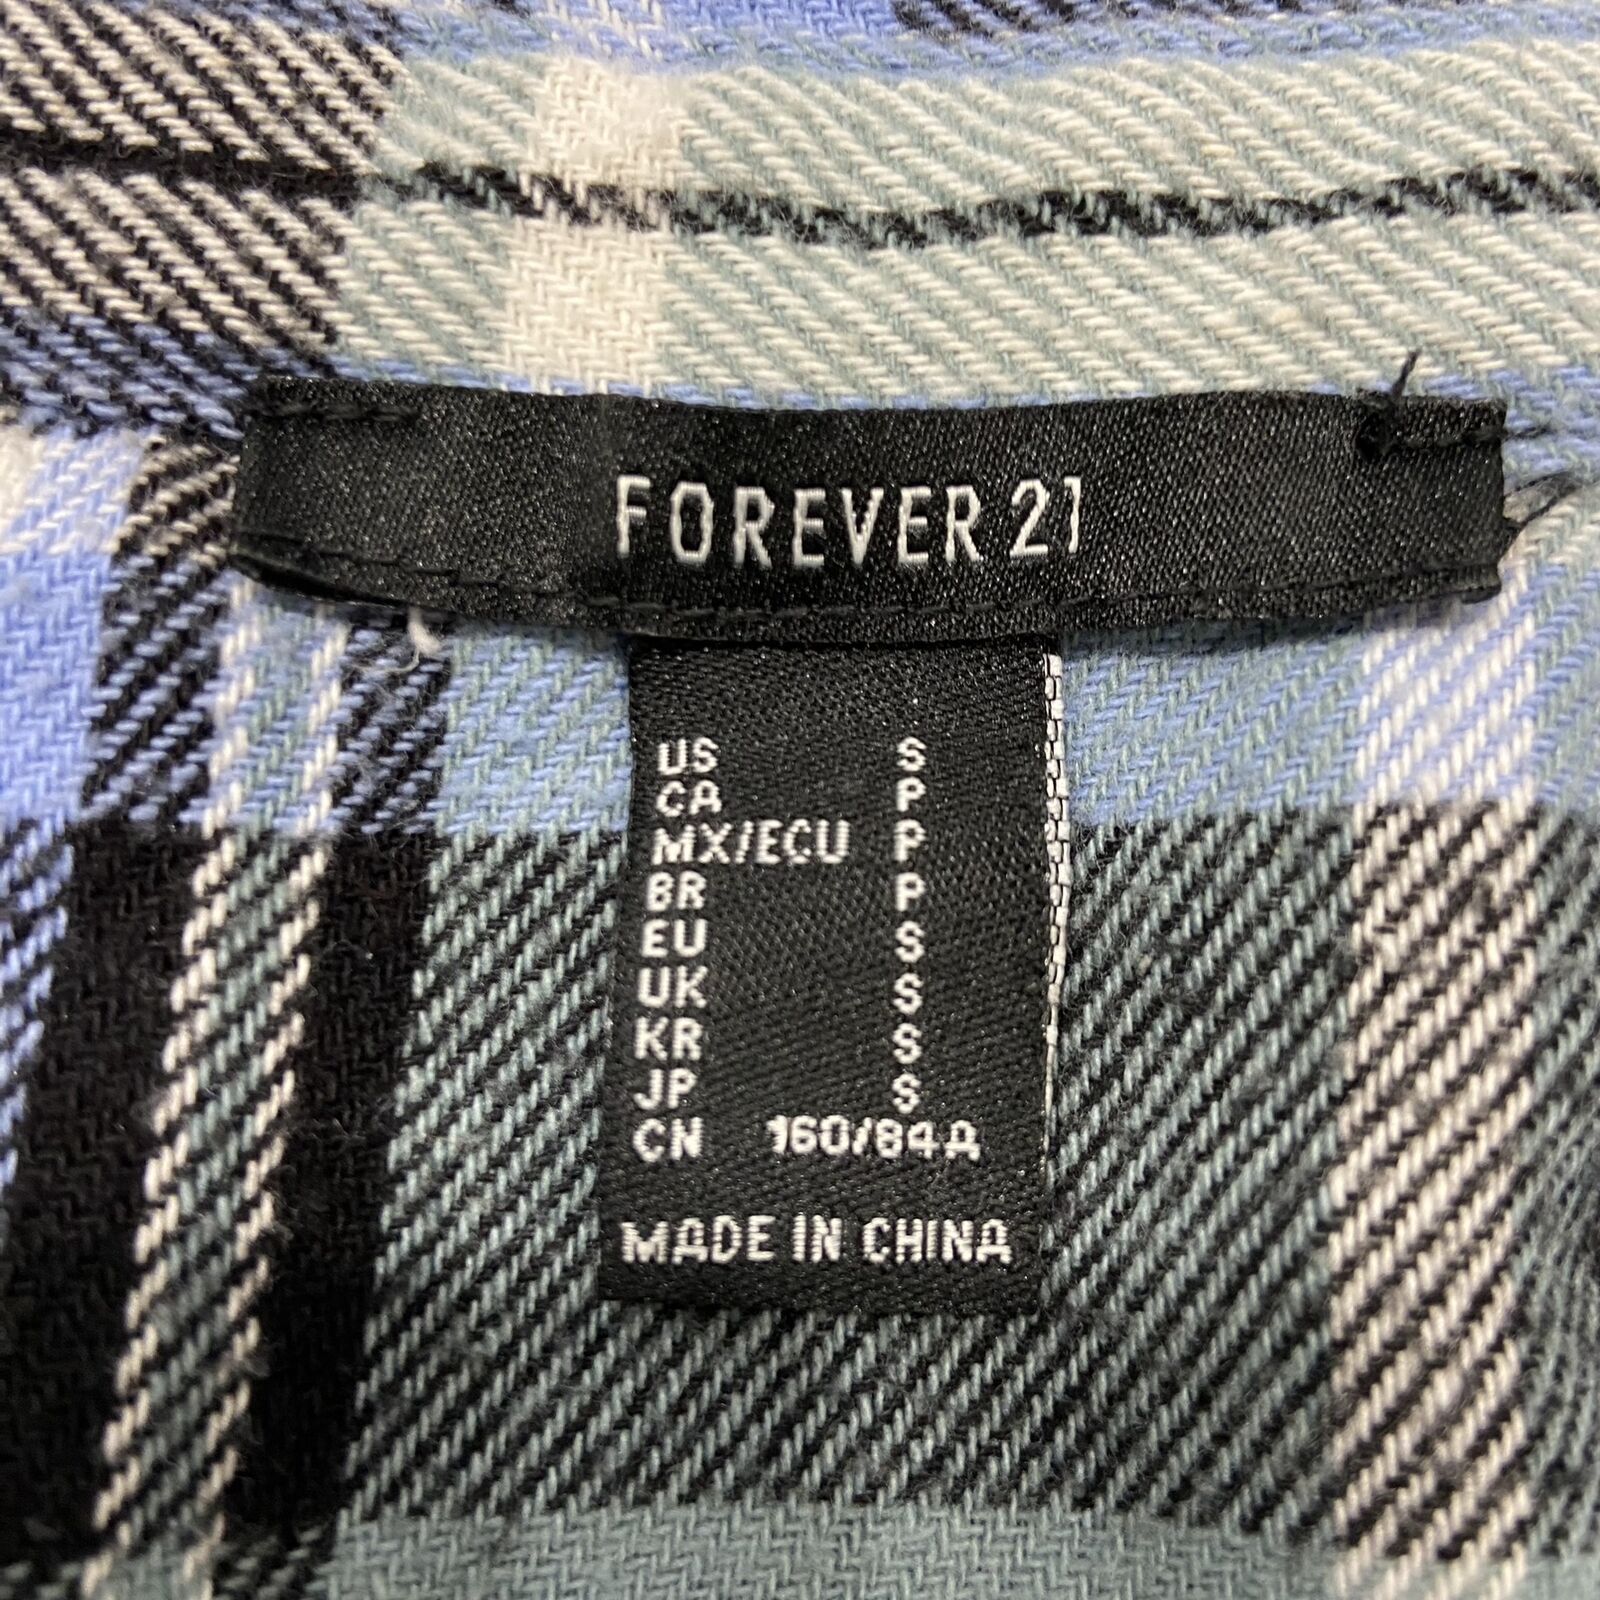 FOREVER 21
US S
CA P
MX/ECU P
BR P
EU S
UK S
KR S
JP S
CN 160/84A
MADE IN CHINA